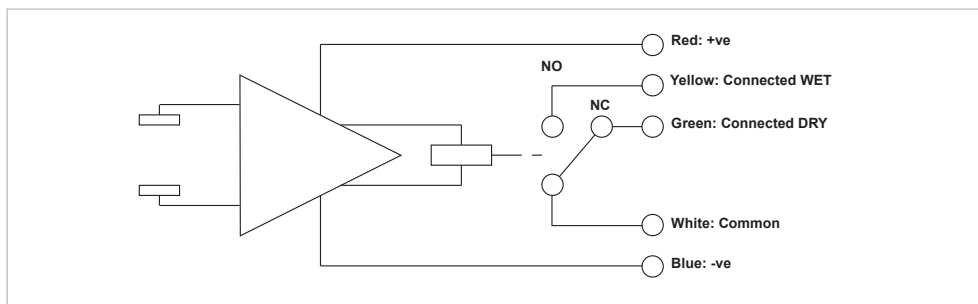 Red: +ve
NO
Yellow: Connected WET
NC
Green: Connected DRY
White: Common
Blue: -ve